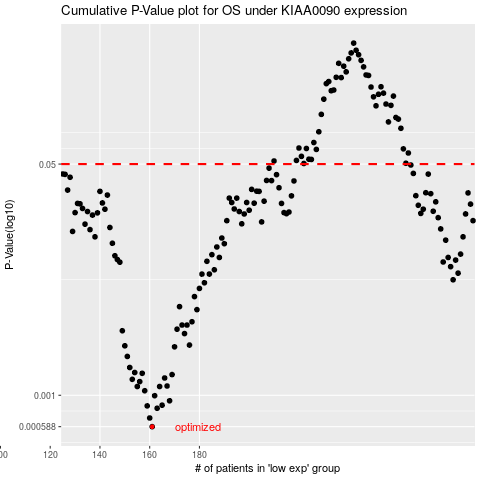 Cumulative P-Value plot for OS under KIAA0090 expression
P-Value(log10)
0.05
0.001
0.000588
optimized
00 120 140 160 180
# of patients in 'low exp' group